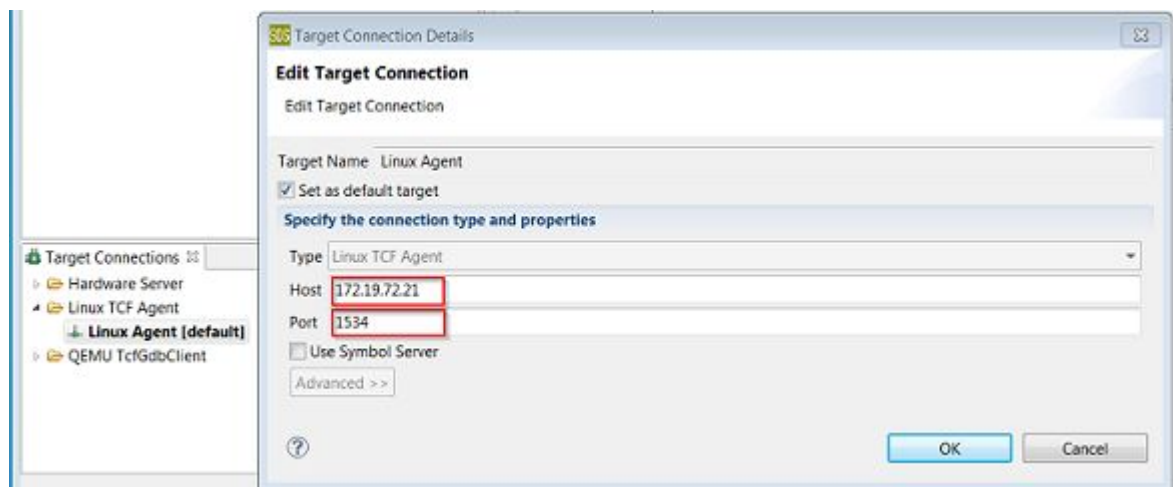 SDS Target Connection Details
Edit Target Connection
Edit Target Connection
Target Name Linux Agent
Set as default target
Specify the connection type and properties
Type Linux TCF Agent
Host 172.19.72.21
Port 1534
Use Symbol Server
Advanced >>
OK Cancel
Target Connections
Hardware Server
Linux TCF Agent
Linux Agent [default]
QEMU TcfGdbClient